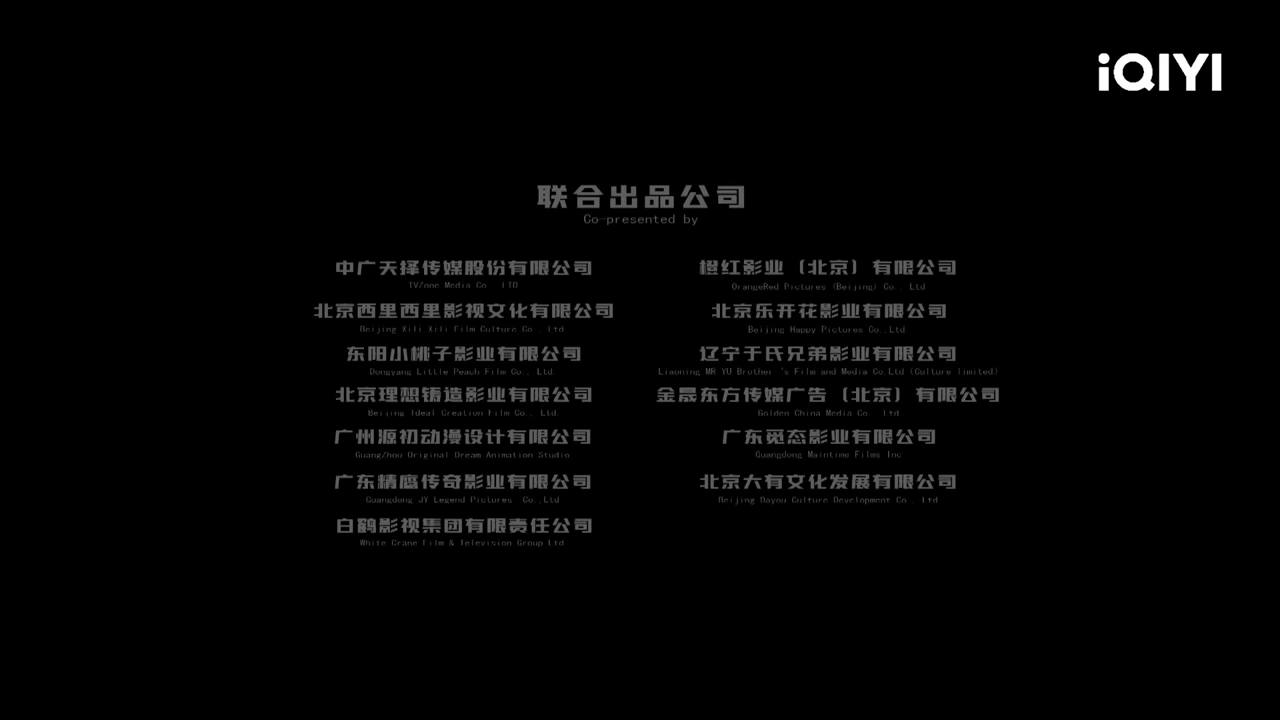 iQIYI
联合出品公司
Co-presented by
中广天择传媒股份有限公司
TVZone Media Co., LTD
北京西里西里影视文化有限公司
Beijing Xili Xili Film Culture Co., Ltd
东阳小桃子影业有限公司
Dongyang Little Peach Film Co., Ltd.
北京理想铸造影业有限公司
Beijing Ideal Creation Film Co., Ltd.
广州源初动漫设计有限公司
Guangzhou Original Dream Animation Studio
广东精鹰传奇影业有限公司
Guangdong JY Legend Pictures Co.,Ltd
白鹤影视集团有限责任公司
White Crane Film & Television Group Ltd
橙红影业（北京）有限公司
OrangeRed Pictures (Beijing) Co., Ltd
北京乐开花影业有限公司
Beijing Happy Pictures Co.,Ltd
辽宁于氏兄弟影业有限公司
Liaoning MR YU Brother 's Film and Media Co.Ltd (Culture limited)
金晟东方传媒广告（北京）有限公司
Golden China Media Co., Ltd
广东态影业有限公司
Guangdong Maintime Films Inc
北京大有文化发展有限公司
Beijing Dayou Culture Development Co., Ltd